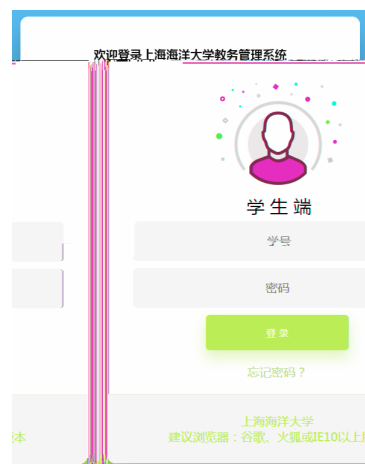 欢迎登录上海海洋大学教务管理系统
学生端
学号
密码
登录
忘记密码？
上海海洋大学
本 建议浏览器：谷歌、火狐或IE10以上